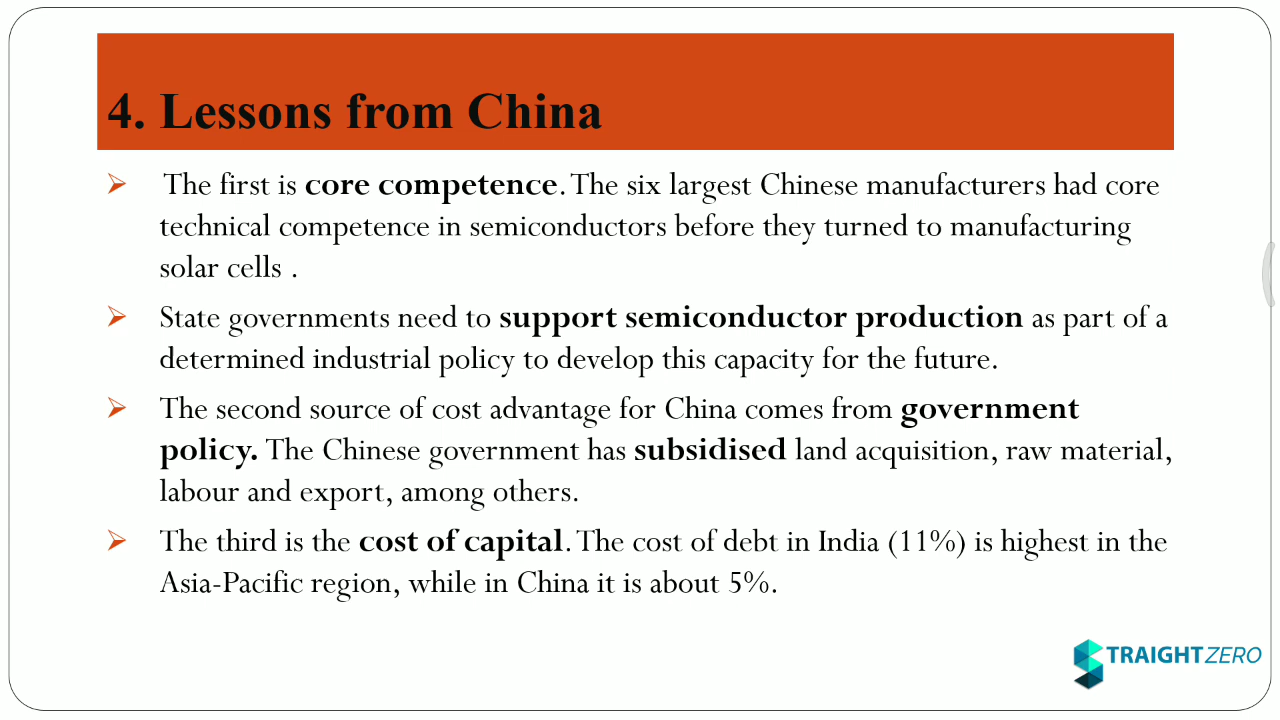 4. Lessons from China
The first is core competence. The six largest Chinese manufacturers had core
technical competence in semiconductors before they turned to manufacturing
solar cells .
State governments need to support semiconductor production as part of a
determined industrial policy to develop this capacity for the future.
The second source of cost advantage for China comes from government
policy. The Chinese government has subsidised land acquisition, raw material,
labour and export, among others.
The third is the cost of capital. The cost of debt in India (11%) is highest in the
Asia-Pacific region, while in China it is about 5%.
STRAIGHTZERO